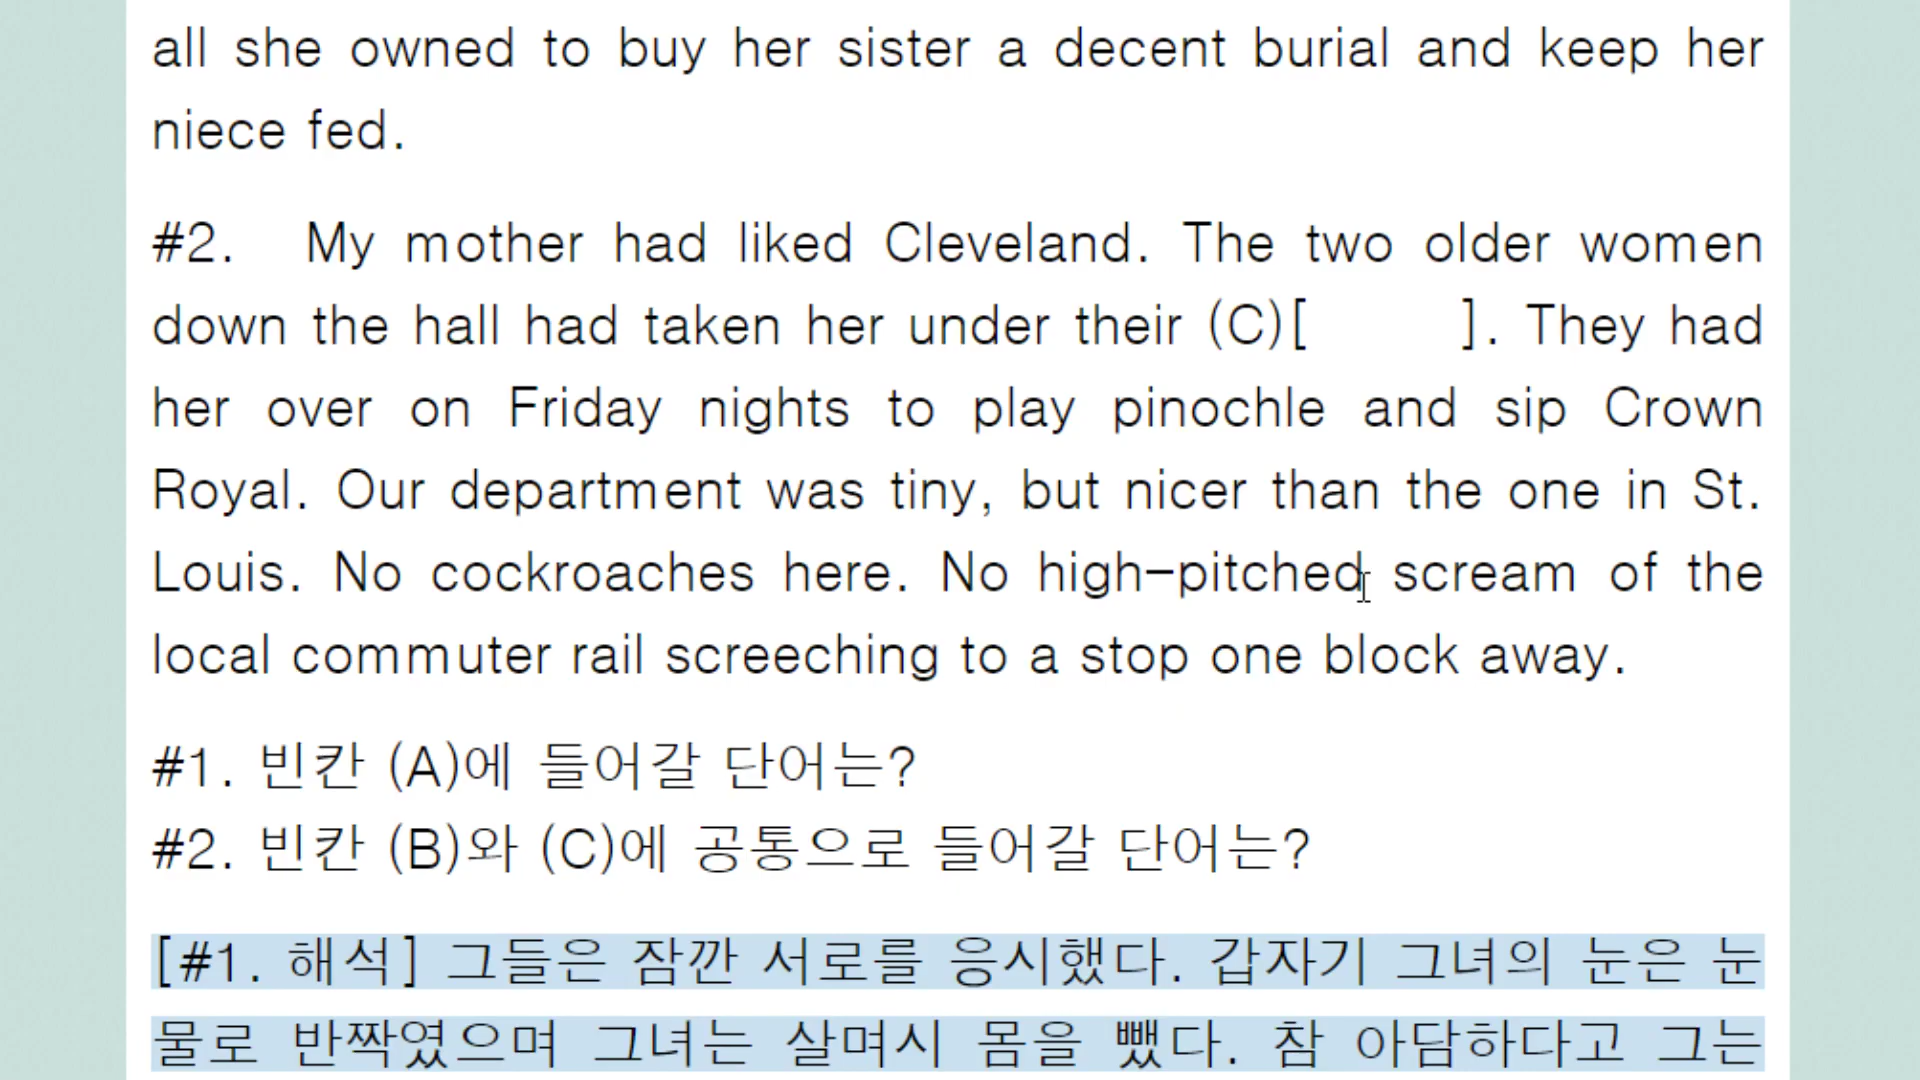 all she owned to buy her sister a decent burial and keep her
niece fed.
#2. My mother had liked Cleveland. The two older women
down the hall had taken her under their (C)[ ]. They had
her over on Friday nights to play pinochle and sip Crown
Royal. Our department was tiny, but nicer than the one in St.
Louis. No cockroaches here. No high-pitched scream of the
local commuter rail screeching to a stop one block away.
#1. 빈칸 (A)에 들어갈 단어는?
#2. 빈칸 (B)와 (C)에 공통으로 들어갈 단어는?
[#1. 해석] 그들은 잠깐 서로를 응시했다. 갑자기 그녀의 눈은 눈
물로 반짝였으며 그녀는 살며시 몸을 뺐다. 참 아담하다고 그는